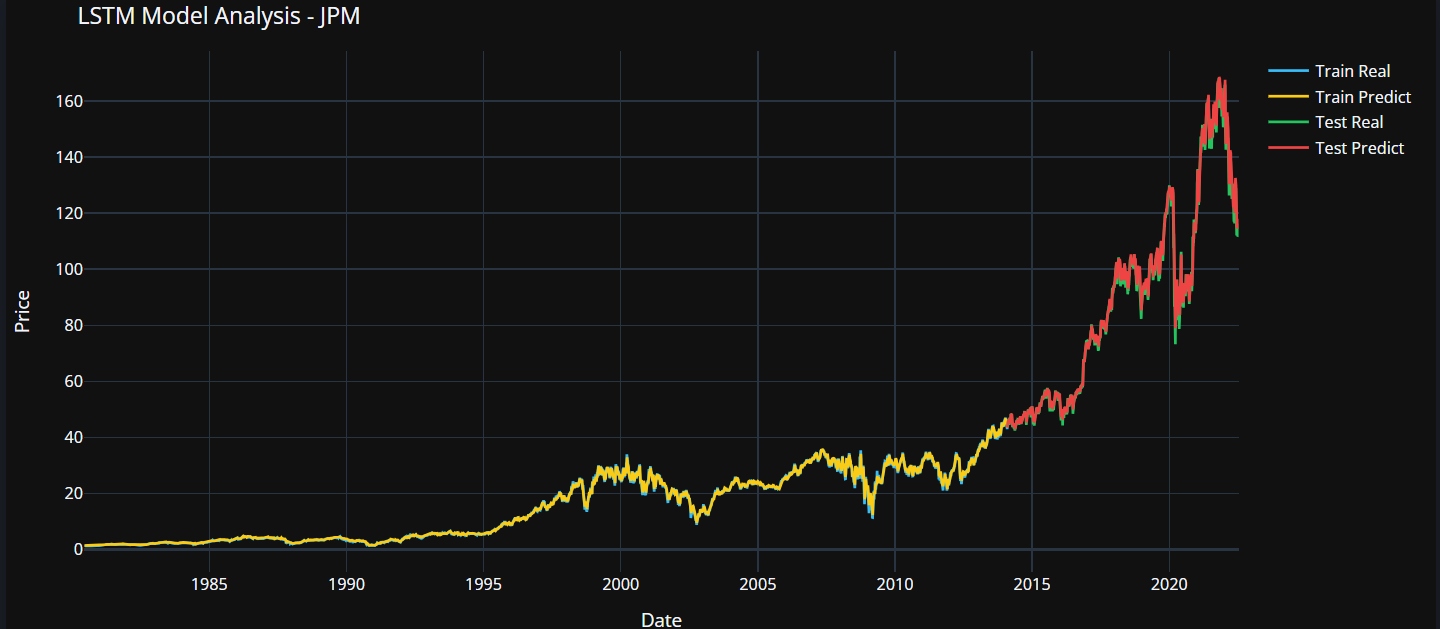 LSTM Model Analysis - JPM
Train Real
Train Predict
Test Real
Test Predict
Price
160
140
120
100
80
60
40
20
0
1985
1990
1995
2000
2005
2010
2015
2020
Date